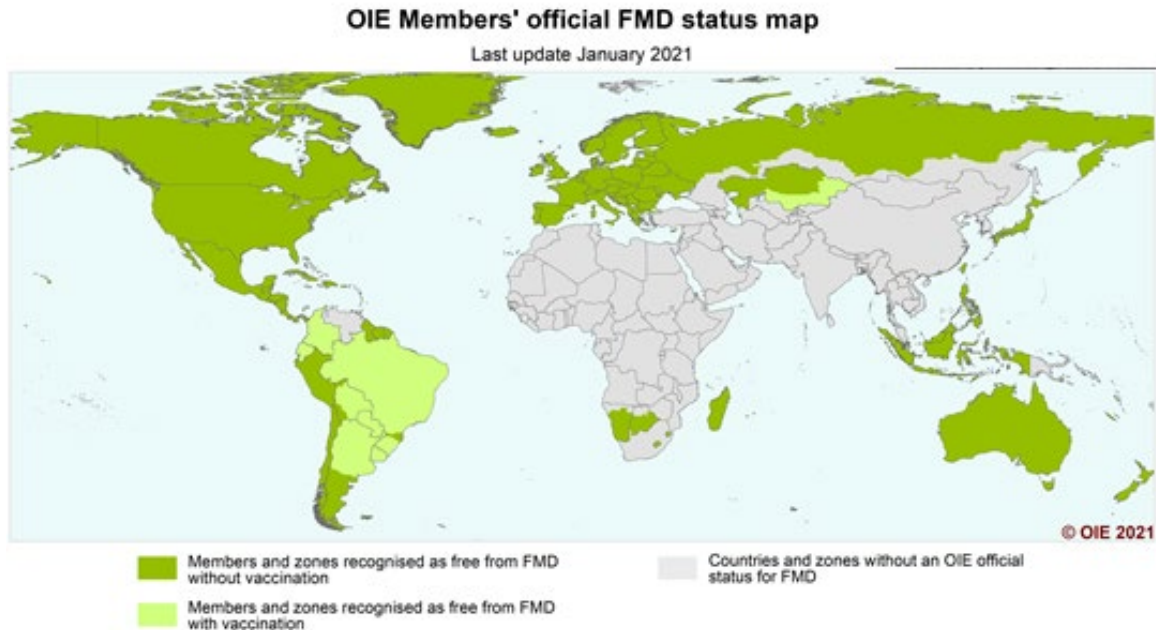 OIE Members' official FMD status map
Last update January 2021
© OIE 2021
Members and zones recognised as free from FMD
without vaccination
Members and zones recognised as free from FMD
with vaccination
Countries and zones without an OIE official
status for FMD